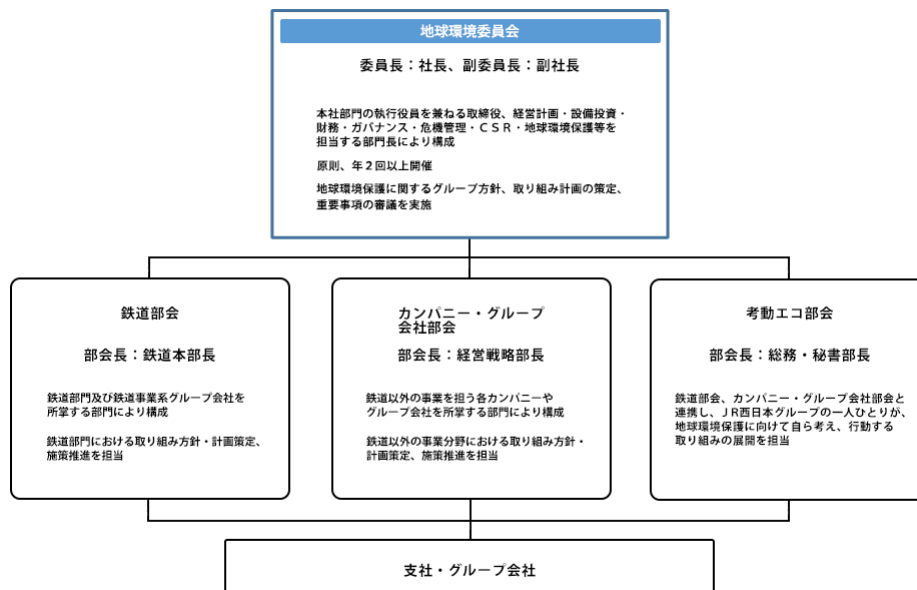 地球環境委員会
委員長：社長、副委員長：副社長
本社部門の執行役員を兼ねる取締役、経営計画・設備投資・
財務・ガバナンス・危機管理・ＣＳＲ・地球環境保護等を
担当する部門長により構成
原則、年２回以上開催
地球環境保護に関するグループ方針、取り組み計画の策定、
重要事項の審議を実施
鉄道部会
部会長：鉄道本部長
鉄道部門及び鉄道事業系グループ会社を
所掌する部門により構成
鉄道部門における取り組み方針・計画策定、
施策推進を担当
カンパニー・グループ
会社部会
部会長：経営戦略部長
鉄道以外の事業を担う各カンパニーや
グループ会社を所掌する部門により構成
鉄道以外の事業分野における取り組み方針・
計画策定、施策推進を担当
考動エコ部会
部会長：総務・秘書部長
鉄道部会、カンパニー・グループ会社部会と
連携し、ＪＲ西日本グループの一人ひとりが、
地球環境保護に向けて自ら考え、行動する
取り組みの展開を担当
支社・グループ会社